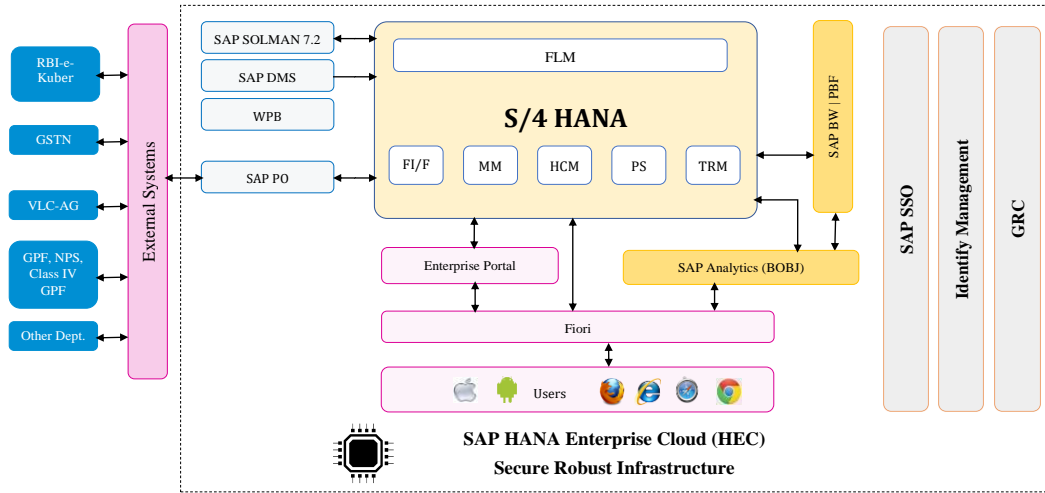 RBI-e-
Kuber
GSTN
VLC-AG
GPF, NPS,
Class IV
GPF
Other Dept.
External Systems
SAP SOLMAN 7.2
SAP DMS
WPB
SAP PO
FLM
S/4 HANA
FI/F
MM
HCM
PS
TRM
SAP BW | PBF
Enterprise Portal
SAP Analytics (BOBJ)
Fiori
Users
SAP SSO
Identify Management
GRC
SAP HANA Enterprise Cloud (HEC)
Secure Robust Infrastructure